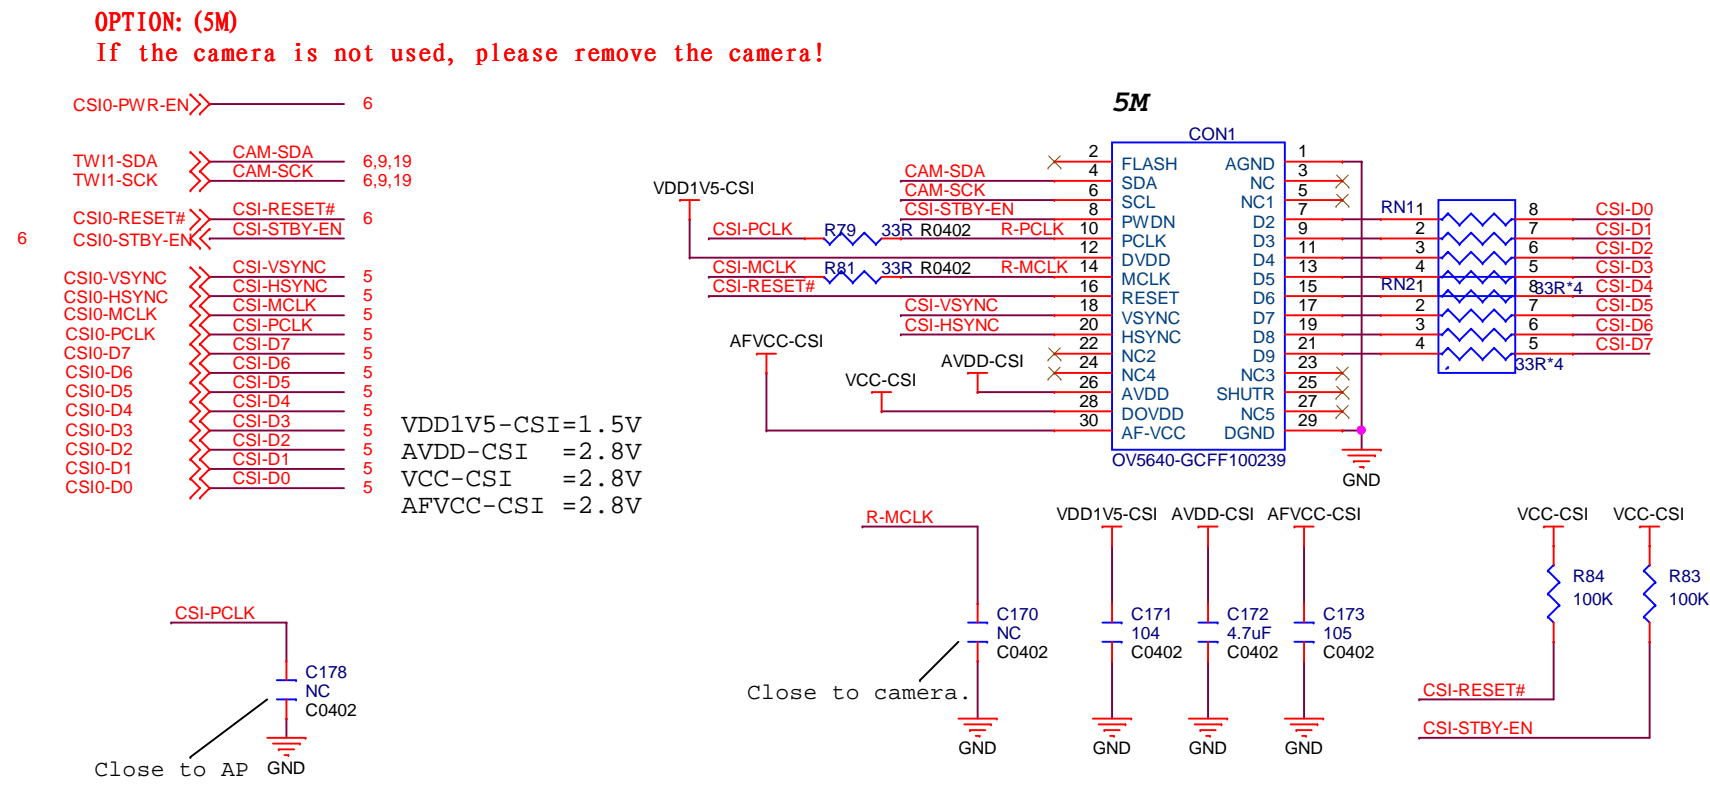 OPTION: (5M)
If the camera is not used, please remove the camera!
CSI0-PWR-EN 6
TWI1-SDA CAM-SDA 6,9,19
TWI1-SCK CAM-SCK 6,9,19
CSI0-RESET# CSI-RESET# 6
6 CSI0-STBY-EN CSI-STBY-EN
CSI0-VSYNC CSI-VSYNC 5
CSI0-HSYNC CSI-HSYNC 5
CSI0-MCLK CSI-MCLK 5
CSI0-PCLK CSI-PCLK 5
CSI0-D7 CSI-D7 5
CSI0-D6 CSI-D6 5
CSI0-D5 CSI-D5 5
CSI0-D4 CSI-D4 5
CSI0-D3 CSI-D3 5
CSI0-D2 CSI-D2 5
CSI0-D1 CSI-D1 5
CSI0-D0 CSI-D0 5
VDD1V5-CSI=1.5V
AVDD-CSI =2.8V
VCC-CSI =2.8V
AFVCC-CSI =2.8V
5M
CON1
2 FLASH AGND 1
CAM-SDA 4 SDA NC 3
CAM-SCK 6 SCL NC1 5
CSI-STBY-EN 8 PWDN D2 7 RN1 1 8 CSI-D0
CSI-PCLK R79 33R R0402 R-PCLK 10 PCLK D3 9 2 7 CSI-D1
VDD1V5-CSI 12 DVDD D4 11 3 6 CSI-D2
CSI-MCLK R81 33R R0402 R-MCLK 14 MCLK D5 13 4 5 CSI-D3
CSI-RESET# 16 RESET D6 15 RN2 1 8 33R*4 CSI-D4
CSI-VSYNC 18 VSYNC D7 17 2 7 CSI-D5
CSI-HSYNC 20 HSYNC D8 19 3 6 CSI-D6
22 NC2 D9 21 4 5 CSI-D7
33R*4
24 NC4 NC3 23
AVDD-CSI 26 AVDD SHUTR 25
VCC-CSI 28 DOVDD NC5 27
AFVCC-CSI 30 AF-VCC DGND 29
OV5640-GCFF100239
GND
R-MCLK
C170
NC
C0402
Close to camera.
GND
VDD1V5-CSI
C171
104
C0402
GND
AVDD-CSI
C172
4.7uF
C0402
GND
AFVCC-CSI
C173
105
C0402
GND
VCC-CSI
R84
100K
CSI-RESET#
VCC-CSI
R83
100K
CSI-STBY-EN
CSI-PCLK
C178
NC
C0402
Close to AP
GND